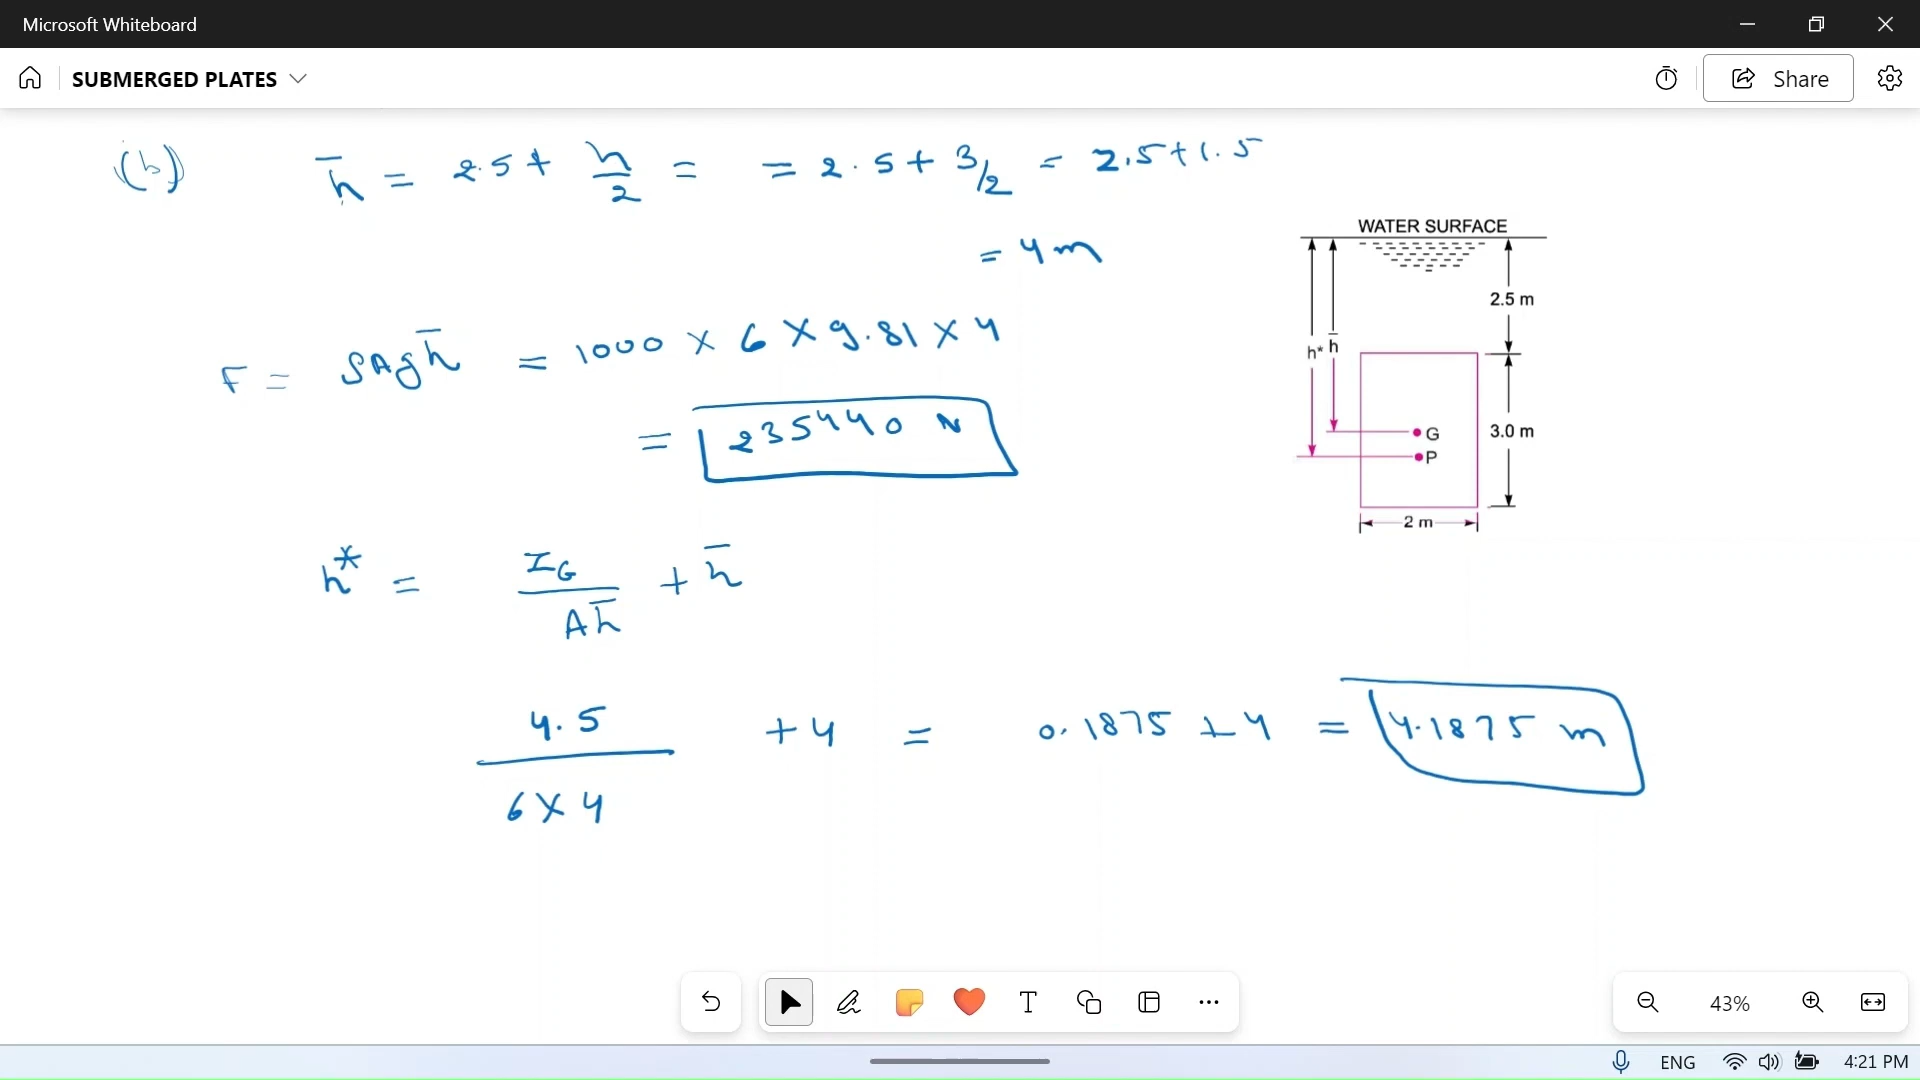 Microsoft Whiteboard
SUBMERGED PLATES
Share
(b) h̄ = 2.5 + h/2 = = 2.5 + 3/2 = 2.5+1.5
= 4 m
F = ρAgh̄ = 1000 × 6 × 9.81 × 4
= 235440 N
h* = I_G / Ah̄ + h̄
4.5 / 6×4 + 4 = 0.1875 + 4 = 4.1875 m
WATER SURFACE
2.5 m
h* h̄
G
3.0 m
P
2 m
43%
ENG
4:21 PM